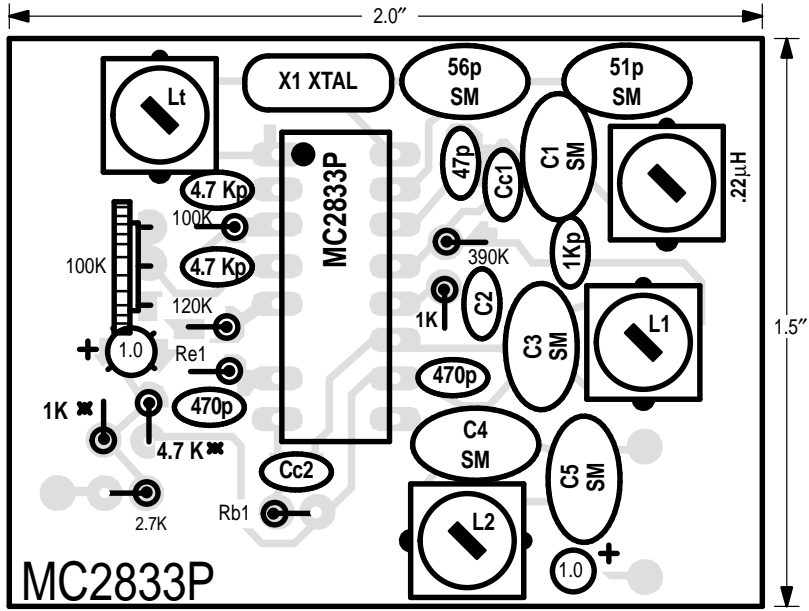 2.0″
Lt
X1 XTAL
56p
SM
51p
SM
47p
Cc1
C1
SM
.22µH
4.7 Kp
100K
MC2833P
390K
1Kp
100K
4.7 Kp
120K
1K
C2
C3
SM
L1
1.5″
+
1.0
Re1
470p
1K ✖
470p
4.7 K ✖
C4
SM
C5
SM
Cc2
2.7K
Rb1
L2
1.0
+
MC2833P